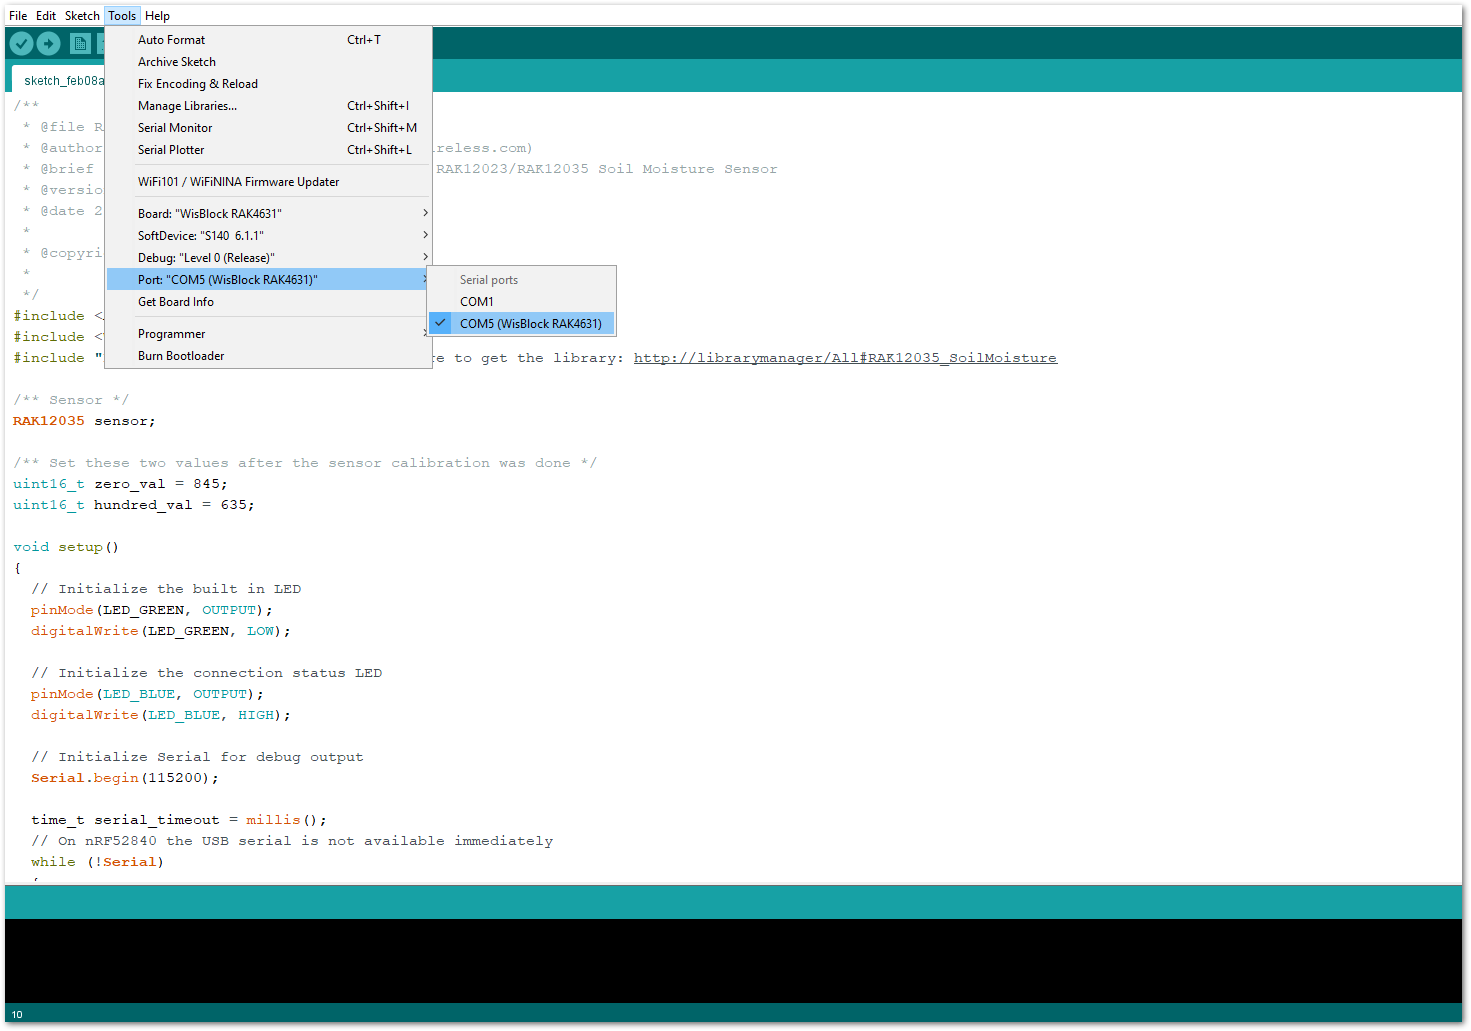 File Edit Sketch Tools Help
Auto Format Ctrl+T
Archive Sketch
Fix Encoding & Reload
Manage Libraries... Ctrl+Shift+I
Serial Monitor Ctrl+Shift+M
Serial Plotter Ctrl+Shift+L
WiFi101 / WiFiNINA Firmware Updater
Board: "WisBlock RAK4631"
SoftDevice: "S140 6.1.1"
Debug: "Level 0 (Release)"
Port: "COM5 (WisBlock RAK4631)"
Get Board Info
Programmer
Burn Bootloader
Serial ports
COM1
COM5 (WisBlock RAK4631)
sketch_feb08a
/**
* @file R
* @author ireless.com)
* @brief RAK12023/RAK12035 Soil Moisture Sensor
* @versio
* @date 2
*
* @copyri
*
*/
#include <
#include <
#include " re to get the library: http://librarymanager/All#RAK12035_SoilMoisture
/** Sensor */
RAK12035 sensor;
/** Set these two values after the sensor calibration was done */
uint16_t zero_val = 845;
uint16_t hundred_val = 635;
void setup()
{
// Initialize the built in LED
pinMode(LED_GREEN, OUTPUT);
digitalWrite(LED_GREEN, LOW);
// Initialize the connection status LED
pinMode(LED_BLUE, OUTPUT);
digitalWrite(LED_BLUE, HIGH);
// Initialize Serial for debug output
Serial.begin(115200);
time_t serial_timeout = millis();
// On nRF52840 the USB serial is not available immediately
while (!Serial)
10